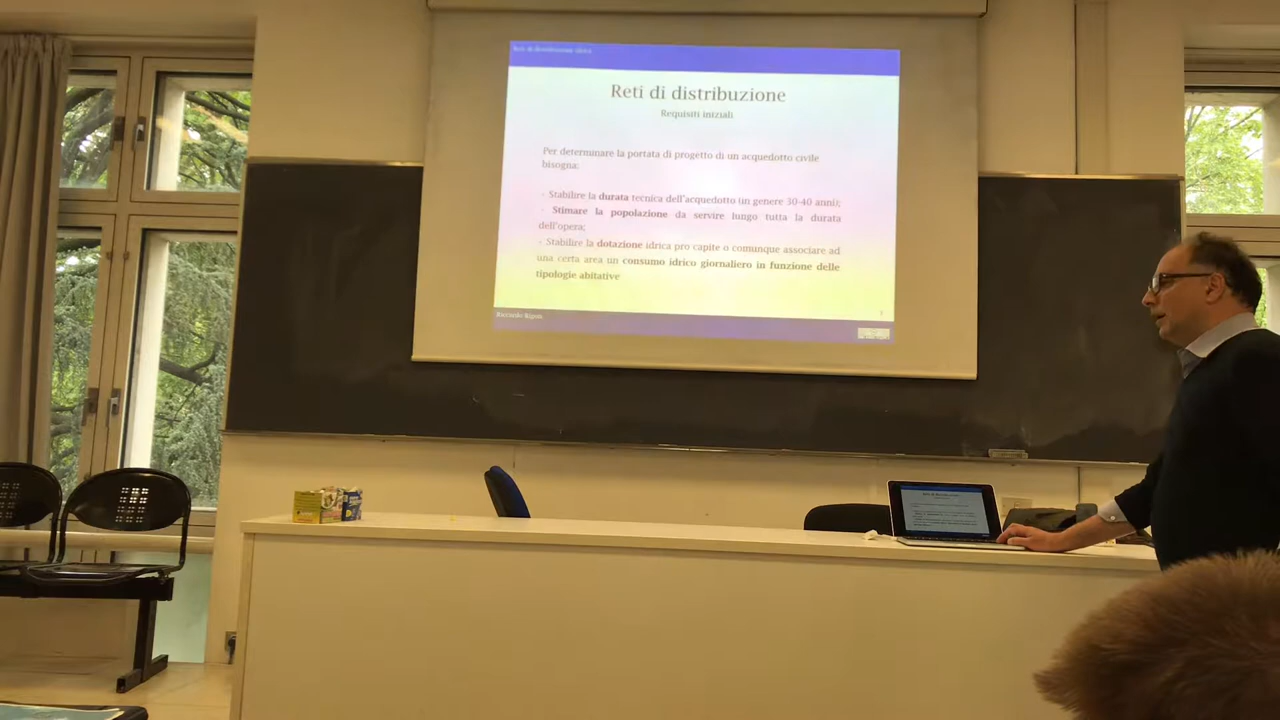 Reti di distribuzione idrica
Reti di distribuzione
Requisiti iniziali
Per determinare la portata di progetto di un acquedotto civile
bisogna:
- Stabilire la durata tecnica dell'acquedotto (in genere 30-40 anni);
- Stimare la popolazione da servire lungo tutta la durata
dell'opera;
- Stabilire la dotazione idrica pro capite o comunque associare ad
una certa area un consumo idrico giornaliero in funzione delle
tipologie abitative
Riccardo